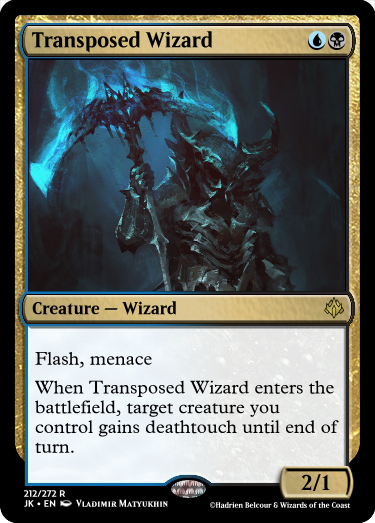 Transposed Wizard
Creature — Wizard
Flash, menace
When Transposed Wizard enters the
battlefield, target creature you
control gains deathtouch until end of
turn.
2/1
212/272 R
JK • EN Vladimir Matyukhin
©Hadrien Belcour & Wizards of the Coast